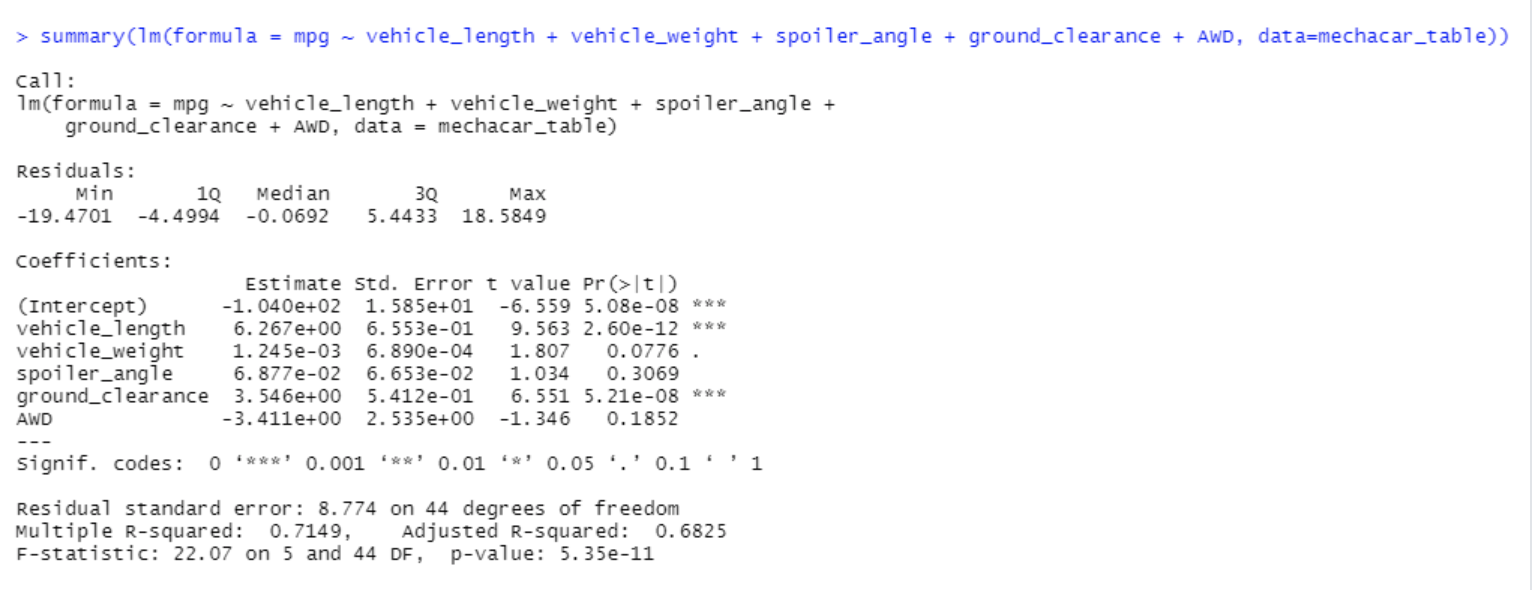 > summary(lm(formula = mpg ~ vehicle_length + vehicle_weight + spoiler_angle + ground_clearance + AWD, data=mechacar_table))
Call:
lm(formula = mpg ~ vehicle_length + vehicle_weight + spoiler_angle +
    ground_clearance + AWD, data = mechacar_table)
Residuals:
     Min       1Q   Median       3Q      Max
-19.4701  -4.4994  -0.0692   5.4433  18.5849
Coefficients:
                   Estimate Std. Error t value Pr(>|t|)
(Intercept)      -1.040e+02  1.585e+01  -6.559 5.08e-08 ***
vehicle_length    6.267e+00  6.553e-01   9.563 2.60e-12 ***
vehicle_weight    1.245e-03  6.890e-04   1.807   0.0776 .
spoiler_angle     6.877e-02  6.653e-02   1.034   0.3069
ground_clearance  3.546e+00  5.412e-01   6.551 5.21e-08 ***
AWD              -3.411e+00  2.535e+00  -1.346   0.1852
---
Signif. codes:  0 ‘***’ 0.001 ‘**’ 0.01 ‘*’ 0.05 ‘.’ 0.1 ‘ ’ 1
Residual standard error: 8.774 on 44 degrees of freedom
Multiple R-squared:  0.7149,    Adjusted R-squared:  0.6825
F-statistic: 22.07 on 5 and 44 DF,  p-value: 5.35e-11